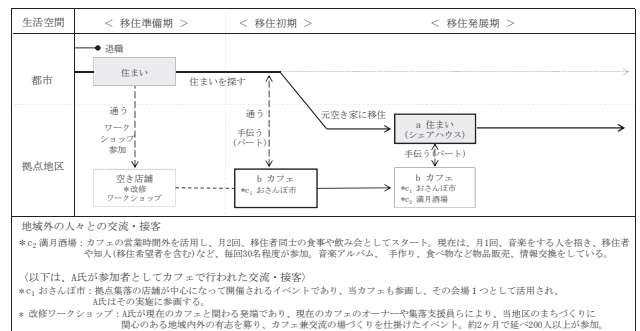 生活空間
< 移住準備期 >
< 移住初期 >
< 移住発展期 >
都市
退職
住まい
住まいを探す
通う
ワーク
ショップ
参加
通う
手伝う
(パート)
元空き家に移住
拠点地区
空き店舗
*改修
ワークショップ
b カフェ
*c₁ おさんぽ市
a 住まい
(シェアハウス)
手伝う(パート)
b カフェ
*c₁ おさんぽ市
*c₂ 満月酒場
地域外の人々との交流・接客
*c₂ 満月酒場:カフェの営業時間外を活用し、月2回、移住者同士の食事や飲み会としてスタート。現在は、月1回、音楽をする人を招き、移住者
や知人(移住希望者を含む)など、毎回30名程度が参加。音楽アルバム、 手作り、食べ物など物品販売、情報交換をしている。
(以下は、A氏が参加者としてカフェで行われた交流・接客)
*c₁ おさんぽ市:拠点集落の店舗が中心になって開催されるイベントであり、当カフェも参画し、その会場1つとして活用されに、
A氏はその実施に参画する。
* 改修ワークショップ:A氏が現在のカフェと関わる発端であり、現在のカフェのオーナーや集落支援員らにより、当地区のまちづくりに
関心のある地域内外の有志を募り、カフェ兼交流の場づくりを仕掛けたイベント。約2ヶ月で延べ200人以上が参加。